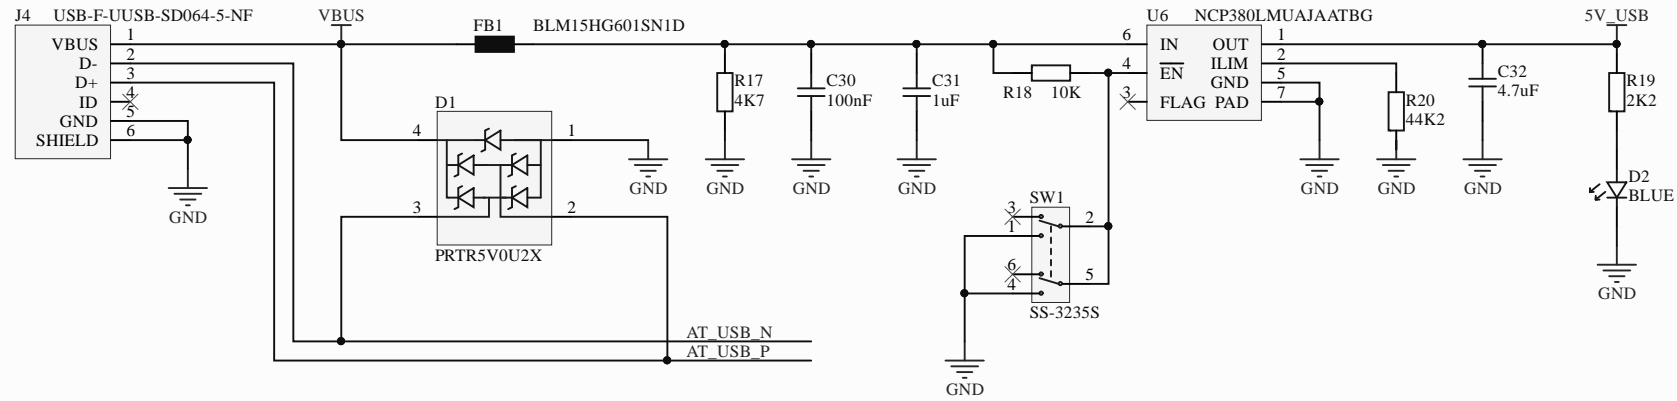 J4 USB-F-UUSB-SD064-5-NF
VBUS 1
D- 2
D+ 3
ID 4
GND 5
SHIELD 6
GND
VBUS
FB1 BLM15HG601SN1D
D1
4 1
3 2
PRTR5V0U2X
GND
R17
4K7
GND
C30
100nF
GND
C31
1uF
GND
R18 10K
U6 NCP380LMUAJAATBG
6 IN OUT 1
4 EN ILIM 2
GND 5
3 FLAG PAD 7
GND
R20
44K2
GND
C32
4.7uF
GND
5V_USB
R19
2K2
D2
BLUE
GND
SW1
3
1 2
6
4 5
SS-3235S
GND
AT_USB_N
AT_USB_P